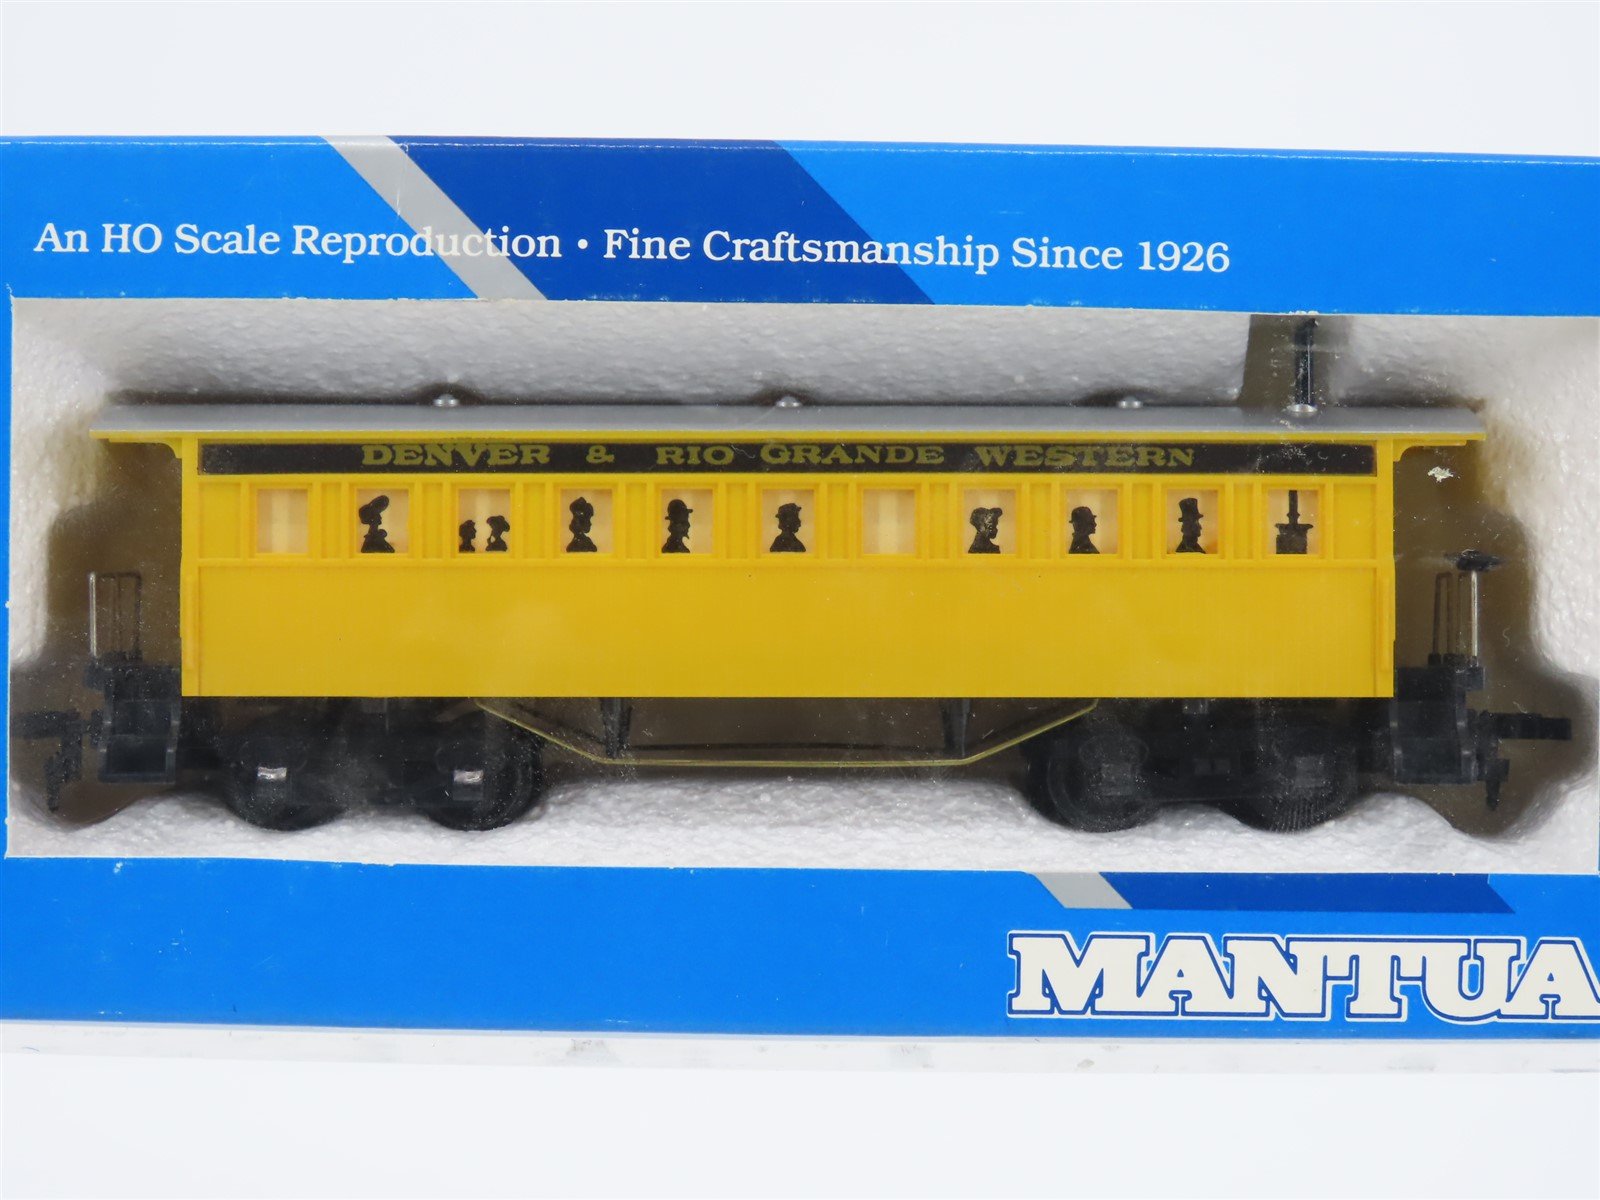 An HO Scale Reproduction • Fine Craftsmanship Since 1926
DENVER & RIO GRANDE WESTERN
MANTUA